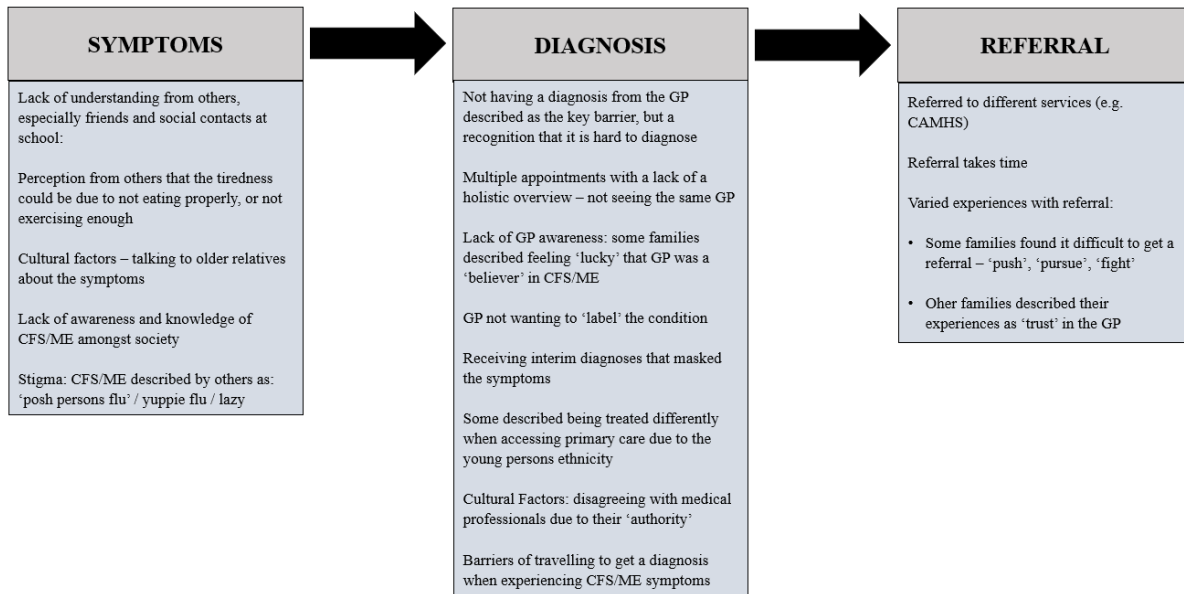 SYMPTOMS
Lack of understanding from others,
especially friends and social contacts at
school:
Perception from others that the tiredness
could be due to not eating properly, or not
exercising enough
Cultural factors – talking to older relatives
about the symptoms
Lack of awareness and knowledge of
CFS/ME amongst society
Stigma: CFS/ME described by others as:
‘posh persons flu’ / yuppie flu / lazy
DIAGNOSIS
Not having a diagnosis from the GP
described as the key barrier, but a
recognition that it is hard to diagnose
Multiple appointments with a lack of a
holistic overview – not seeing the same GP
Lack of GP awareness: some families
described feeling ‘lucky’ that GP was a
‘believer’ in CFS/ME
GP not wanting to ‘label’ the condition
Receiving interim diagnoses that masked
the symptoms
Some described being treated differently
when accessing primary care due to the
young persons ethnicity
Cultural Factors: disagreeing with medical
professionals due to their ‘authority’
Barriers of travelling to get a diagnosis
when experiencing CFS/ME symptoms
REFERRAL
Referred to different services (e.g.
CAMHS)
Referral takes time
Varied experiences with referral:
• Some families found it difficult to get a
referral – ‘push’, ‘pursue’, ‘fight’
• Oher families described their
experiences as ‘trust’ in the GP